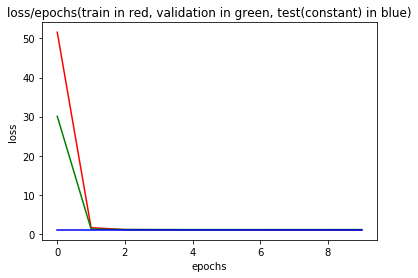 loss/epochs(train in red, validation in green, test(constant) in blue)
50
40
30
20
10
0
loss
0 2 4 6 8
epochs